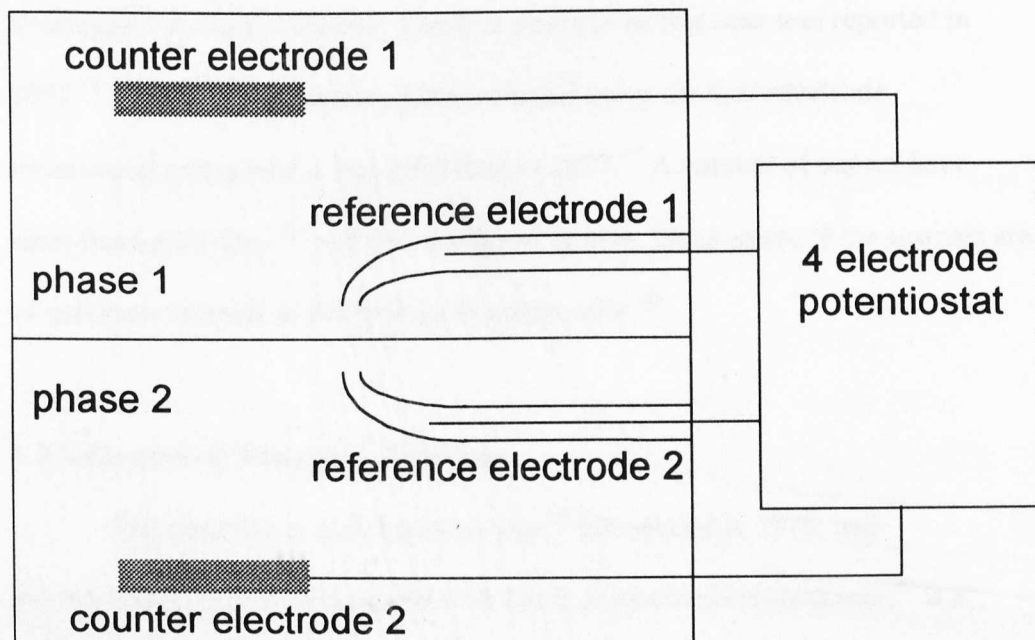 counter electrode 1
reference electrode 1
phase 1
4 electrode
potentiostat
phase 2
reference electrode 2
counter electrode 2